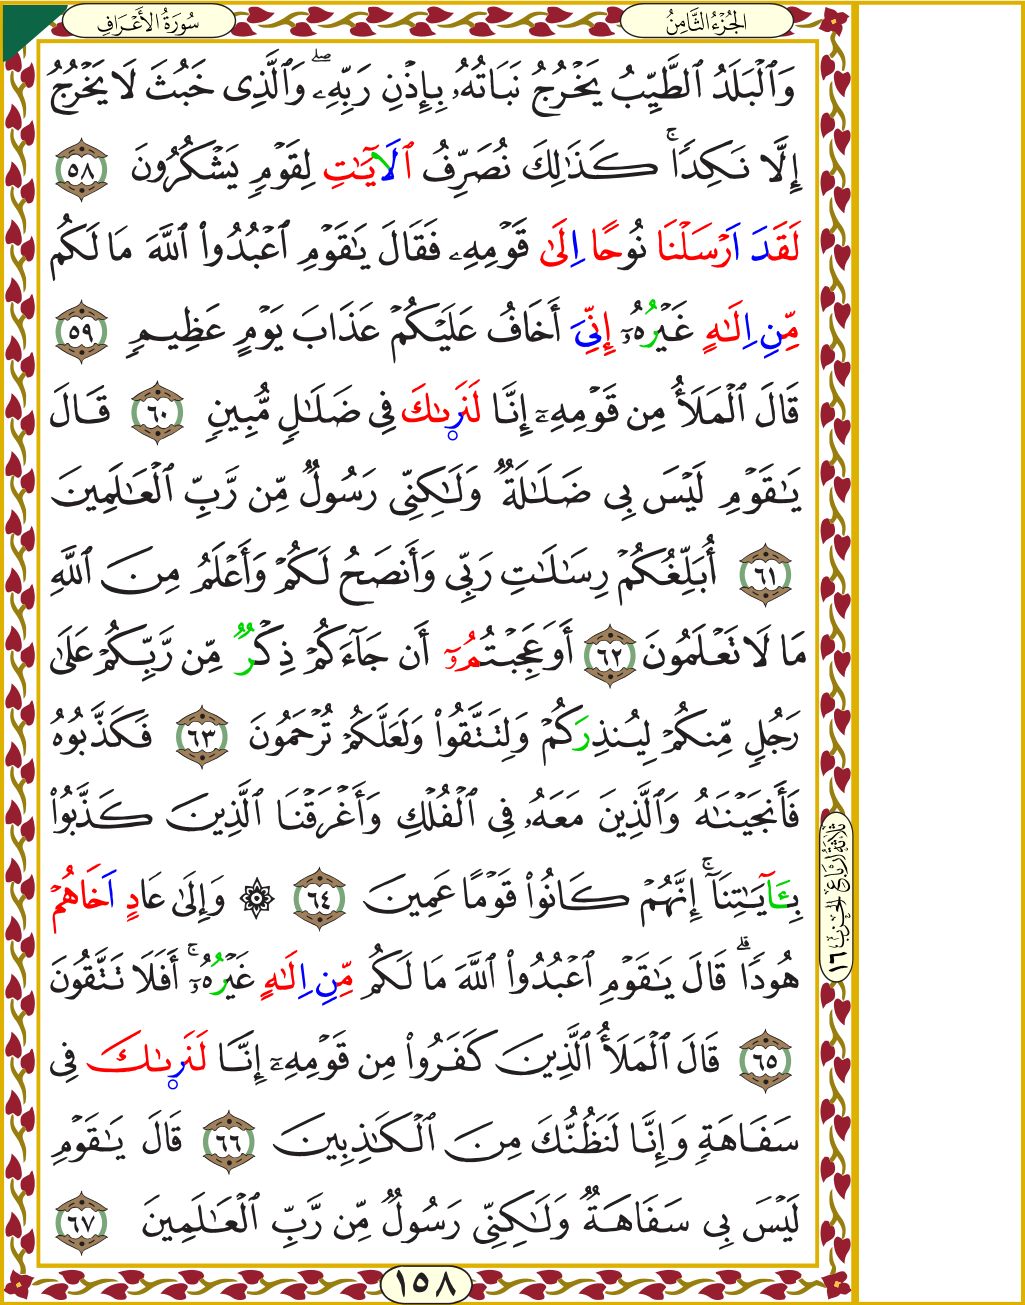 الجُزْءُ الثَّامِنُ
سُورَةُ الأَعْرَافِ
وَٱلْبَلَدُ ٱلطَّيِّبُ يَخْرُجُ نَبَاتُهُۥ بِإِذْنِ رَبِّهِۦۖ وَٱلَّذِى خَبُثَ لَا يَخْرُجُ
إِلَّا نَكِدًاۚ كَذَٰلِكَ نُصَرِّفُ ٱلَايَٰتِ لِقَوْمٍ يَشْكُرُونَ ٥٨
لَقَدَ اَرْسَلْنَا نُوحًا اِلَىٰ قَوْمِهِۦ فَقَالَ يَٰقَوْمِ ٱعْبُدُوا۟ ٱللَّهَ مَا لَكُم
مِّنِ اِلَٰهٍ غَيْرُهُۥٓ إِنِّىَ أَخَافُ عَلَيْكُمْ عَذَابَ يَوْمٍ عَظِيمٍ ٥٩
قَالَ ٱلْمَلَأُ مِن قَوْمِهِۦٓ إِنَّا لَنَرٜىٰكَ فِى ضَلَٰلٍ مُّبِينٍ ٦٠ قَالَ
يَٰقَوْمِ لَيْسَ بِى ضَلَٰلَةٌ وَلَٰكِنِّى رَسُولٌ مِّن رَّبِّ ٱلْعَٰلَمِينَ
٦١ أُبَلِّغُكُمْ رِسَٰلَٰتِ رَبِّى وَأَنصَحُ لَكُمْ وَأَعْلَمُ مِنَ ٱللَّهِ
مَا لَا تَعْلَمُونَ ٦٢ أَوَعَجِبْتُمُۥٓ أَن جَآءَكُمْ ذِكْرٌ مِّن رَّبِّكُمْ عَلَىٰ
رَجُلٍ مِّنكُمْ لِيُنذِرَكُمْ وَلِتَتَّقُوا۟ وَلَعَلَّكُمْ تُرْحَمُونَ ٦٣ فَكَذَّبُوهُ
فَأَنجَيْنَٰهُ وَٱلَّذِينَ مَعَهُۥ فِى ٱلْفُلْكِ وَأَغْرَقْنَا ٱلَّذِينَ كَذَّبُوا۟
بِـَٔايَٰتِنَآۚ إِنَّهُمْ كَانُوا۟ قَوْمًا عَمِينَ ٦٤ ۞ وَإِلَىٰ عَادٍ اَخَاهُمْ
هُودًاۗ قَالَ يَٰقَوْمِ ٱعْبُدُوا۟ ٱللَّهَ مَا لَكُم مِّنِ اِلَٰهٍ غَيْرُهُۥٓۚ أَفَلَا تَتَّقُونَ
٦٥ قَالَ ٱلْمَلَأُ ٱلَّذِينَ كَفَرُوا۟ مِن قَوْمِهِۦٓ إِنَّا لَنَرٜىٰكَ فِى
سَفَاهَةٍ وَإِنَّا لَنَظُنُّكَ مِنَ ٱلْكَٰذِبِينَ ٦٦ قَالَ يَٰقَوْمِ
لَيْسَ بِى سَفَاهَةٌ وَلَٰكِنِّى رَسُولٌ مِّن رَّبِّ ٱلْعَٰلَمِينَ ٦٧
ثَلَاثَةُ أَرْبَاعِ الحِزْبِ ١٦
١٥٨